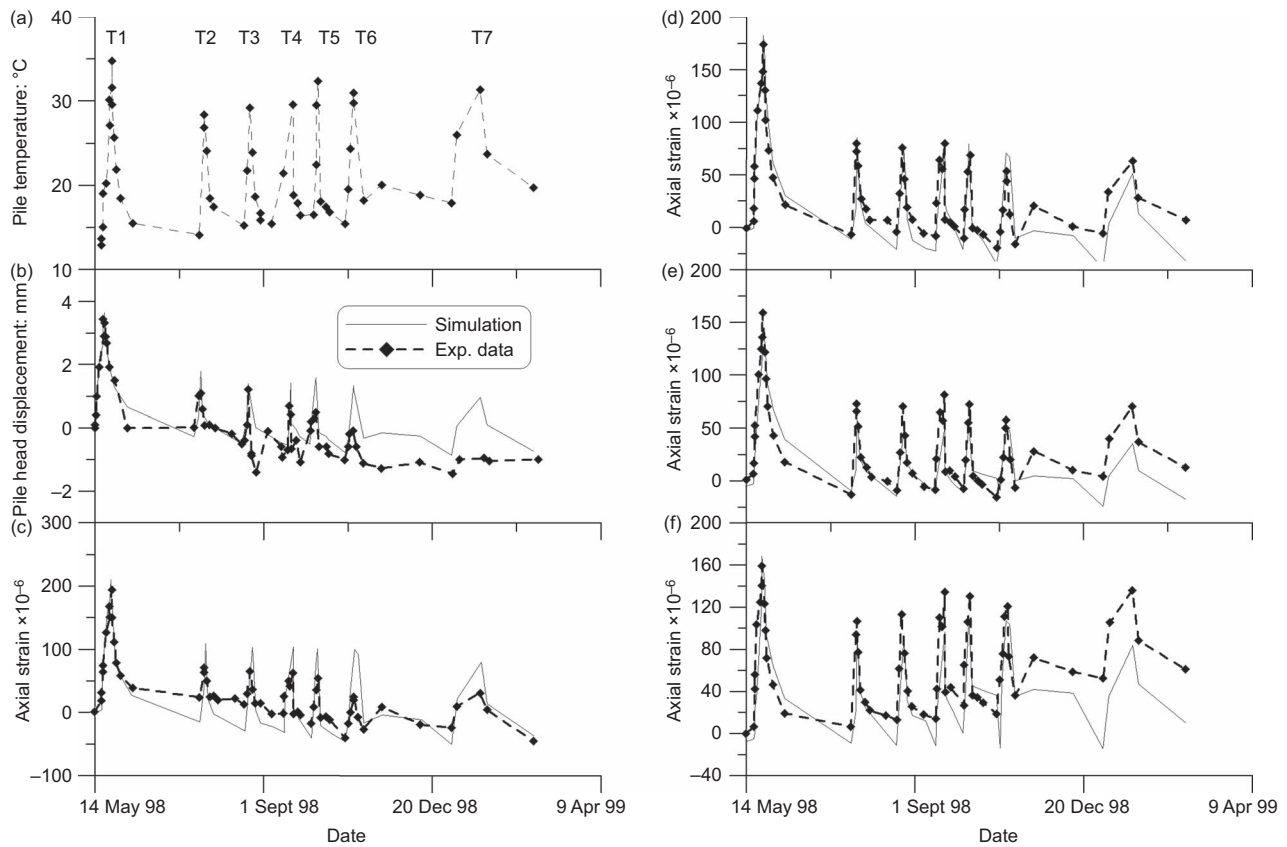 (a)
40
T1 T2 T3 T4 T5 T6 T7
30
20
10
Pile temperature: °C
(b)
4
2
0
−2
Pile head displacement: mm
Simulation
Exp. data
(c)
300
200
100
0
−100
Axial strain ×10−6
14 May 98 1 Sept 98 20 Dec 98 9 Apr 99
Date
(d)
200
150
100
50
0
Axial strain ×10−6
(e)
200
150
100
50
0
Axial strain ×10−6
(f)
200
160
120
80
40
0
−40
Axial strain ×10−6
14 May 98 1 Sept 98 20 Dec 98 9 Apr 99
Date